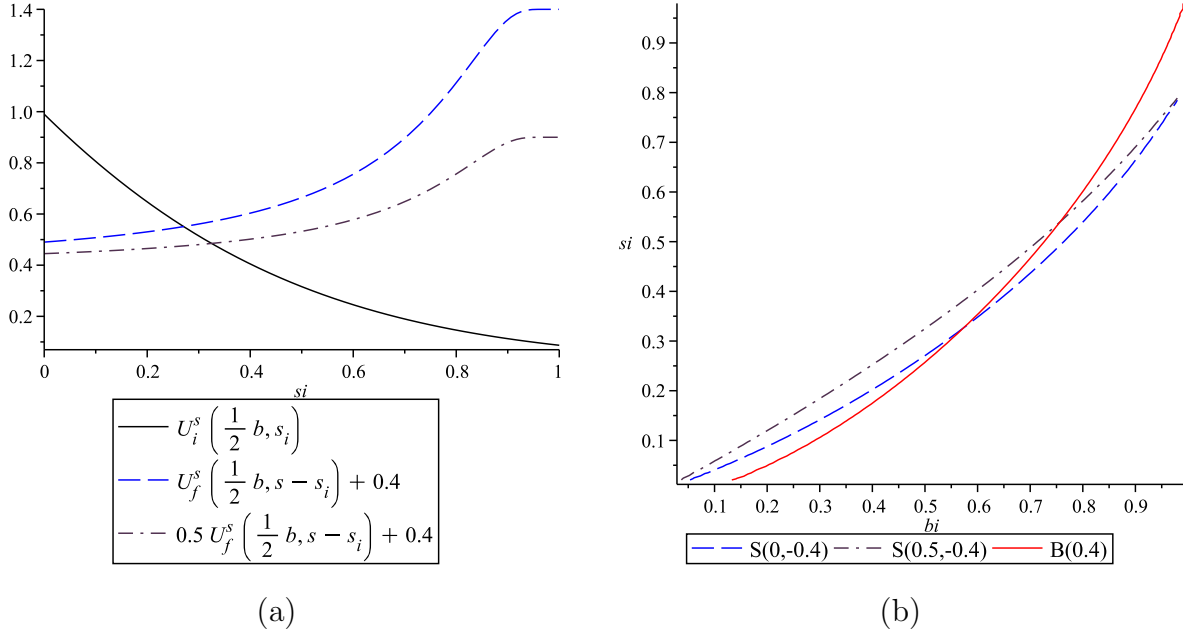 1.4
1.2
1.0
0.8
0.6
0.4
0.2
0 0.2 0.4 0.6 0.8 1
si
U_i^s (1/2 b, s_i)
U_f^s (1/2 b, s − s_i) + 0.4
0.5 U_f^s (1/2 b, s − s_i) + 0.4
(a)
0.9
0.8
0.7
0.6
si 0.5
0.4
0.3
0.2
0.1
0.1 0.2 0.3 0.4 0.5 0.6 0.7 0.8 0.9
bi
S(0,-0.4) S(0.5,-0.4) B(0.4)
(b)